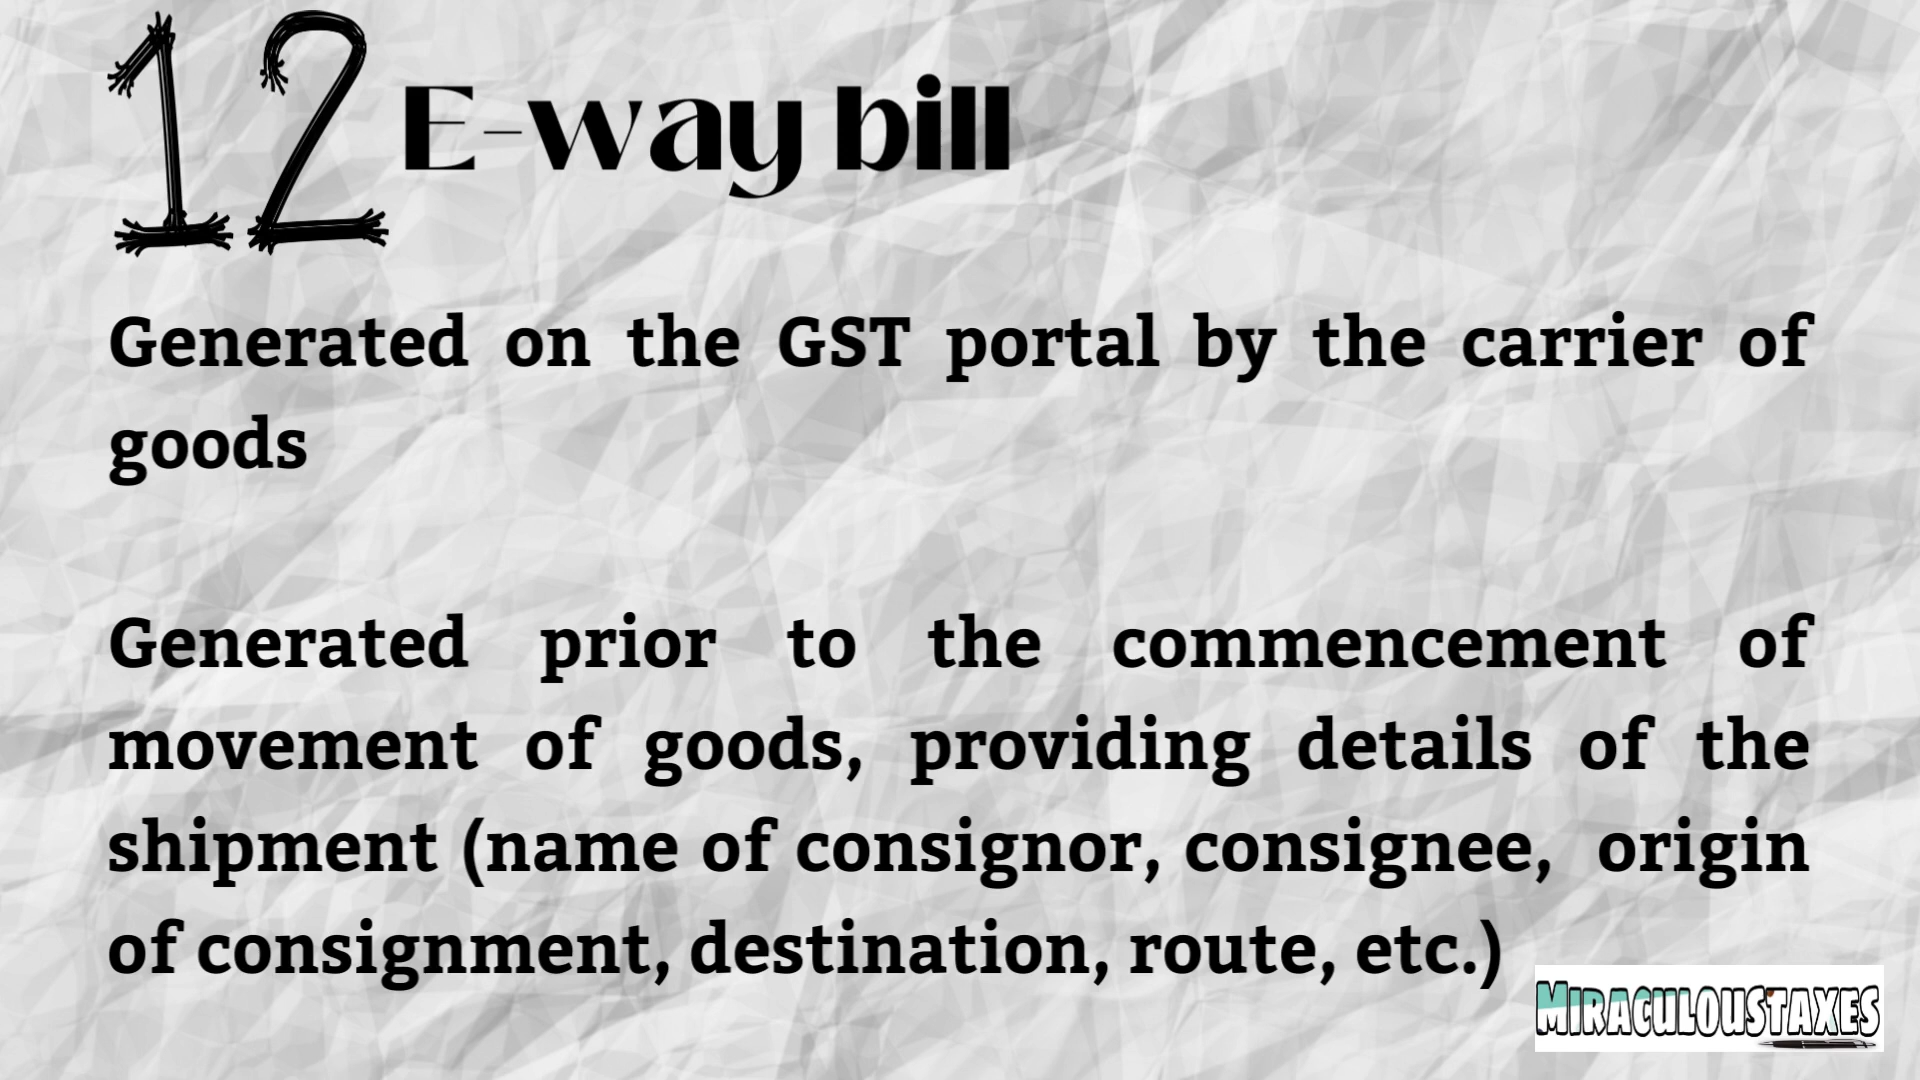 12 E-way bill
Generated on the GST portal by the carrier of
goods
Generated prior to the commencement of
movement of goods, providing details of the
shipment (name of consignor, consignee, origin
of consignment, destination, route, etc.)
MIRACULOUSTAXES